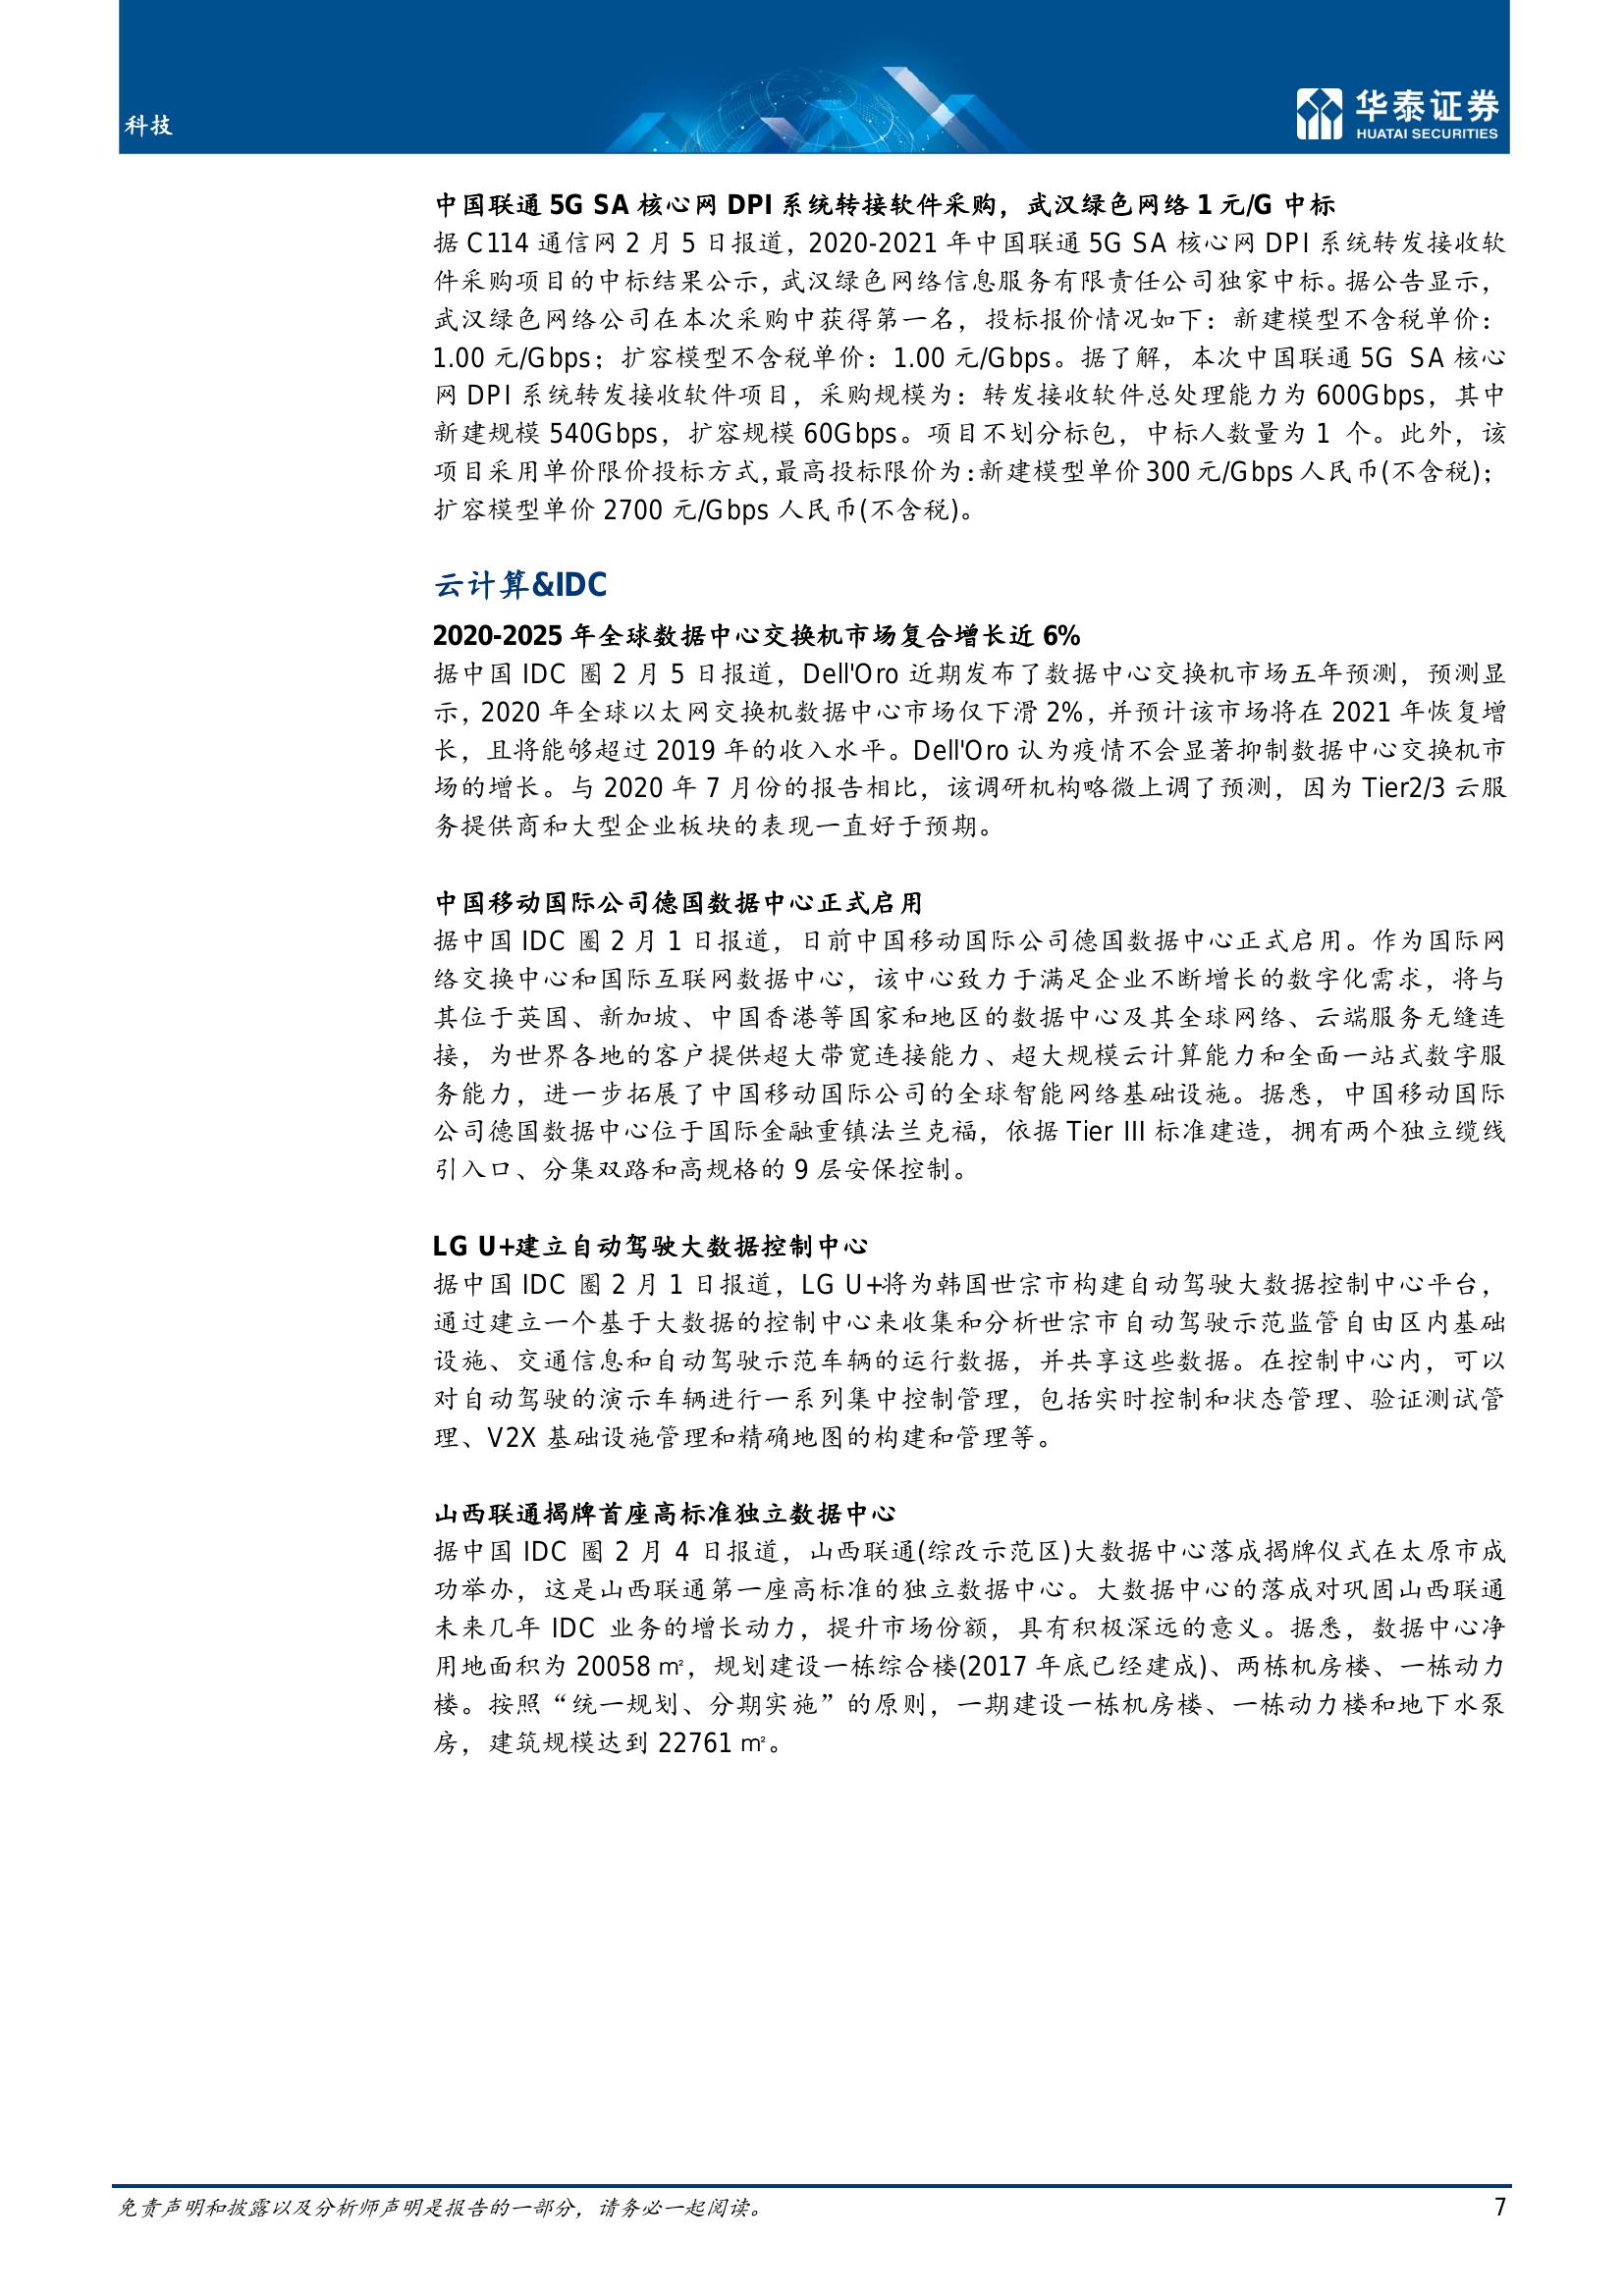 科技
华泰证券
HUATAI SECURITIES
中国联通 5G SA 核心网 DPI 系统转接软件采购，武汉绿色网络 1 元/G 中标
据 C114 通信网 2 月 5 日报道，2020-2021 年中国联通 5G SA 核心网 DPI 系统转发接收软
件采购项目的中标结果公示，武汉绿色网络信息服务有限责任公司独家中标。据公告显示，
武汉绿色网络公司在本次采购中获得第一名，投标报价情况如下：新建模型不含税单价：
1.00 元/Gbps；扩容模型不含税单价：1.00 元/Gbps。据了解，本次中国联通 5G SA 核心
网 DPI 系统转发接收软件项目，采购规模为：转发接收软件总处理能力为 600Gbps，其中
新建规模 540Gbps，扩容规模 60Gbps。项目不划分标包，中标人数量为 1 个。此外，该
项目采用单价限价投标方式，最高投标限价为：新建模型单价 300 元/Gbps 人民币(不含税)；
扩容模型单价 2700 元/Gbps 人民币(不含税)。
云计算&IDC
2020-2025 年全球数据中心交换机市场复合增长近 6%
据中国 IDC 圈 2 月 5 日报道，Dell'Oro 近期发布了数据中心交换机市场五年预测，预测显
示，2020 年全球以太网交换机数据中心市场仅下滑 2%，并预计该市场将在 2021 年恢复增
长，且将能够超过 2019 年的收入水平。Dell'Oro 认为疫情不会显著抑制数据中心交换机市
场的增长。与 2020 年 7 月份的报告相比，该调研机构略微上调了预测，因为 Tier2/3 云服
务提供商和大型企业板块的表现一直好于预期。
中国移动国际公司德国数据中心正式启用
据中国 IDC 圈 2 月 1 日报道，日前中国移动国际公司德国数据中心正式启用。作为国际网
络交换中心和国际互联网数据中心，该中心致力于满足企业不断增长的数字化需求，将与
其位于英国、新加坡、中国香港等国家和地区的数据中心及其全球网络、云端服务无缝连
接，为世界各地的客户提供超大带宽连接能力、超大规模云计算能力和全面一站式数字服
务能力，进一步拓展了中国移动国际公司的全球智能网络基础设施。据悉，中国移动国际
公司德国数据中心位于国际金融重镇法兰克福，依据 Tier III 标准建造，拥有两个独立缆线
引入口、分集双路和高规格的 9 层安保控制。
LG U+建立自动驾驶大数据控制中心
据中国 IDC 圈 2 月 1 日报道，LG U+将为韩国世宗市构建自动驾驶大数据控制中心平台，
通过建立一个基于大数据的控制中心来收集和分析世宗市自动驾驶示范监管自由区内基础
设施、交通信息和自动驾驶示范车辆的运行数据，并共享这些数据。在控制中心内，可以
对自动驾驶的演示车辆进行一系列集中控制管理，包括实时控制和状态管理、验证测试管
理、V2X 基础设施管理和精确地图的构建和管理等。
山西联通揭牌首座高标准独立数据中心
据中国 IDC 圈 2 月 4 日报道，山西联通(综改示范区)大数据中心落成揭牌仪式在太原市成
功举办，这是山西联通第一座高标准的独立数据中心。大数据中心的落成对巩固山西联通
未来几年 IDC 业务的增长动力，提升市场份额，具有积极深远的意义。据悉，数据中心净
用地面积为 20058 ㎡，规划建设一栋综合楼(2017 年底已经建成)、两栋机房楼、一栋动力
楼。按照“统一规划、分期实施”的原则，一期建设一栋机房楼、一栋动力楼和地下水泵
房，建筑规模达到 22761 ㎡。
免责声明和披露以及分析师声明是报告的一部分，请务必一起阅读。
7